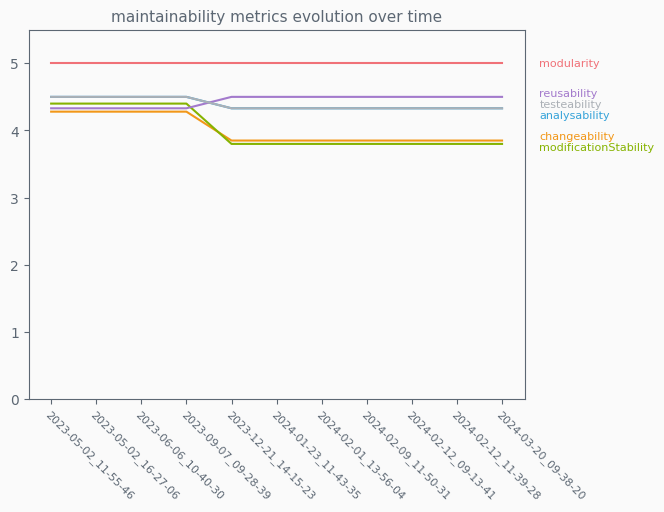 maintainability metrics evolution over time
5
4
3
2
1
0
modularity
reusability
testeability
analysability
changeability
modificationStability
2023-05-02_11-55-46
2023-05-02_16-27-06
2023-06-06_10-40-30
2023-09-07_09-28-39
2023-12-21_14-15-23
2024-01-23_11-43-35
2024-02-01_13-56-04
2024-02-09_11-50-31
2024-02-12_09-13-41
2024-02-12_11-39-28
2024-03-20_09-38-20